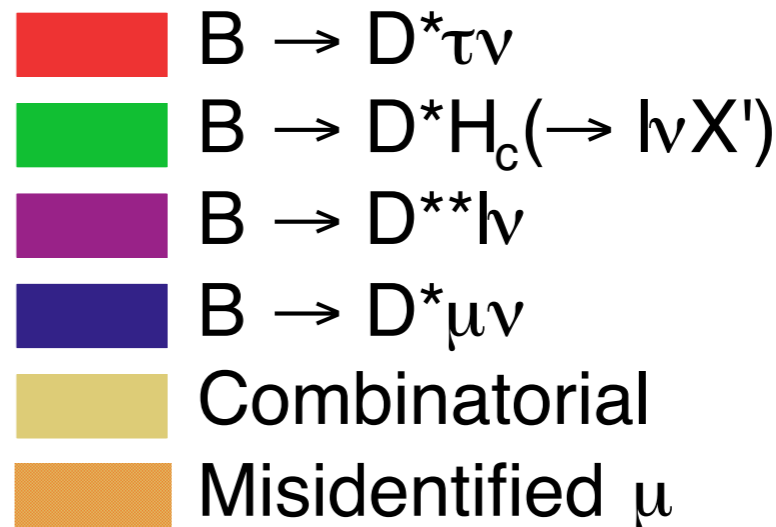 B → D*τν
B → D*H_c(→ lνX')
B → D**lν
B → D*μν
Combinatorial
Misidentified μ